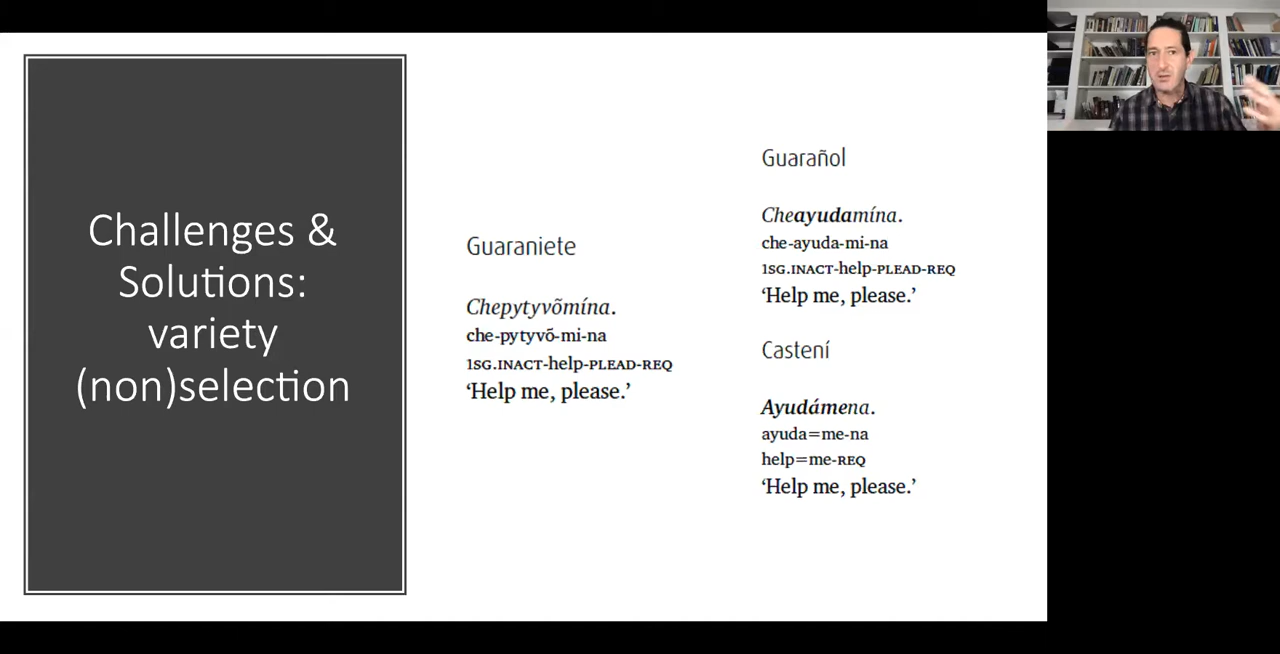 Challenges &
Solutions:
variety
(non)selection
Guaraniete
Chepytyvõmína.
che-pytyvõ-mi-na
1SG.INACT-help-PLEAD-REQ
‘Help me, please.’
Guarañol
Cheayudamína.
che-ayuda-mi-na
1SG.INACT-help-PLEAD-REQ
‘Help me, please.’
Castení
Ayudámena.
ayuda=me-na
help=me-REQ
‘Help me, please.’